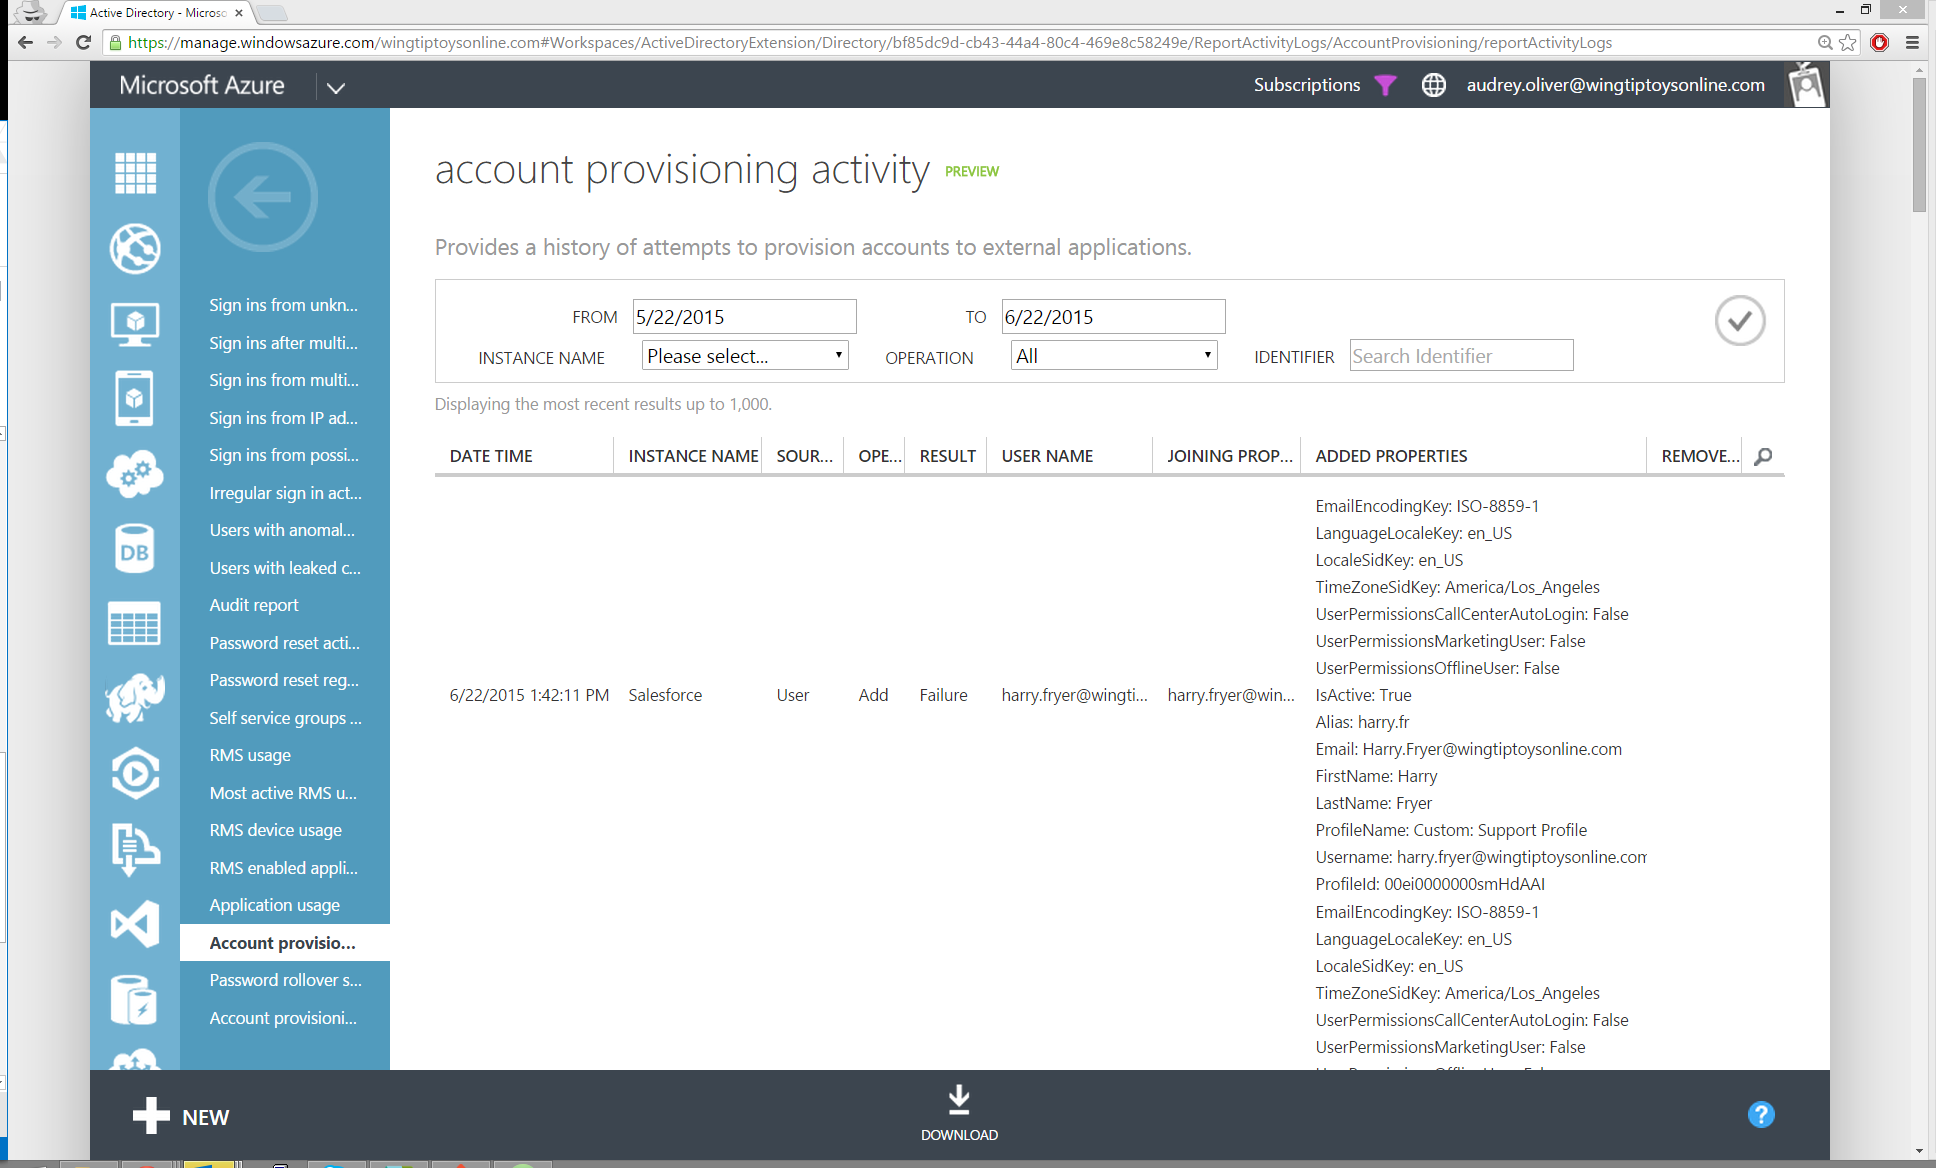 Active Directory - Microso
https://manage.windowsazure.com/wingtiptoysonline.com#Workspaces/ActiveDirectoryExtension/Directory/bf85dc9d-cb43-44a4-80c4-469e8c58249e/ReportActivityLogs/AccountProvisioning/reportActivityLogs
Microsoft Azure
Subscriptions
audrey.oliver@wingtiptoysonline.com
account provisioning activity PREVIEW
Provides a history of attempts to provision accounts to external applications.
FROM 5/22/2015 TO 6/22/2015
INSTANCE NAME Please select... OPERATION All IDENTIFIER Search Identifier
Displaying the most recent results up to 1,000.
DATE TIME INSTANCE NAME SOUR... OPE... RESULT USER NAME JOINING PROP... ADDED PROPERTIES REMOVE...
6/22/2015 1:42:11 PM Salesforce User Add Failure harry.fryer@wingti... harry.fryer@win...
EmailEncodingKey: ISO-8859-1
LanguageLocaleKey: en_US
LocaleSidKey: en_US
TimeZoneSidKey: America/Los_Angeles
UserPermissionsCallCenterAutoLogin: False
UserPermissionsMarketingUser: False
UserPermissionsOfflineUser: False
IsActive: True
Alias: harry.fr
Email: Harry.Fryer@wingtiptoysonline.com
FirstName: Harry
LastName: Fryer
ProfileName: Custom: Support Profile
Username: harry.fryer@wingtiptoysonline.com
ProfileId: 00ei0000000smHdAAI
EmailEncodingKey: ISO-8859-1
LanguageLocaleKey: en_US
LocaleSidKey: en_US
TimeZoneSidKey: America/Los_Angeles
UserPermissionsCallCenterAutoLogin: False
UserPermissionsMarketingUser: False
Sign ins from unkn...
Sign ins after multi...
Sign ins from multi...
Sign ins from IP ad...
Sign ins from possi...
Irregular sign in act...
Users with anomal...
Users with leaked c...
Audit report
Password reset acti...
Password reset reg...
Self service groups ...
RMS usage
Most active RMS u...
RMS device usage
RMS enabled appli...
Application usage
Account provisio...
Password rollover s...
Account provisioni...
DB
NEW
DOWNLOAD
?